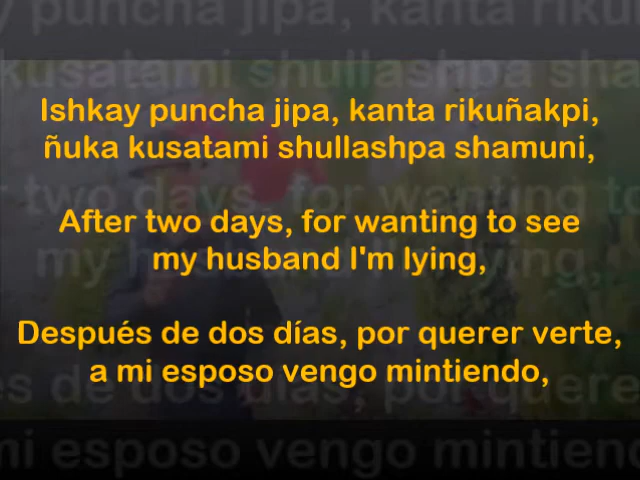 Ishkay puncha jipa, kanta rikuñakpi,
ñuka kusatami shullashpa shamuni,
After two days, for wanting to see
my husband I'm lying,
Después de dos días, por querer verte,
a mi esposo vengo mintiendo,